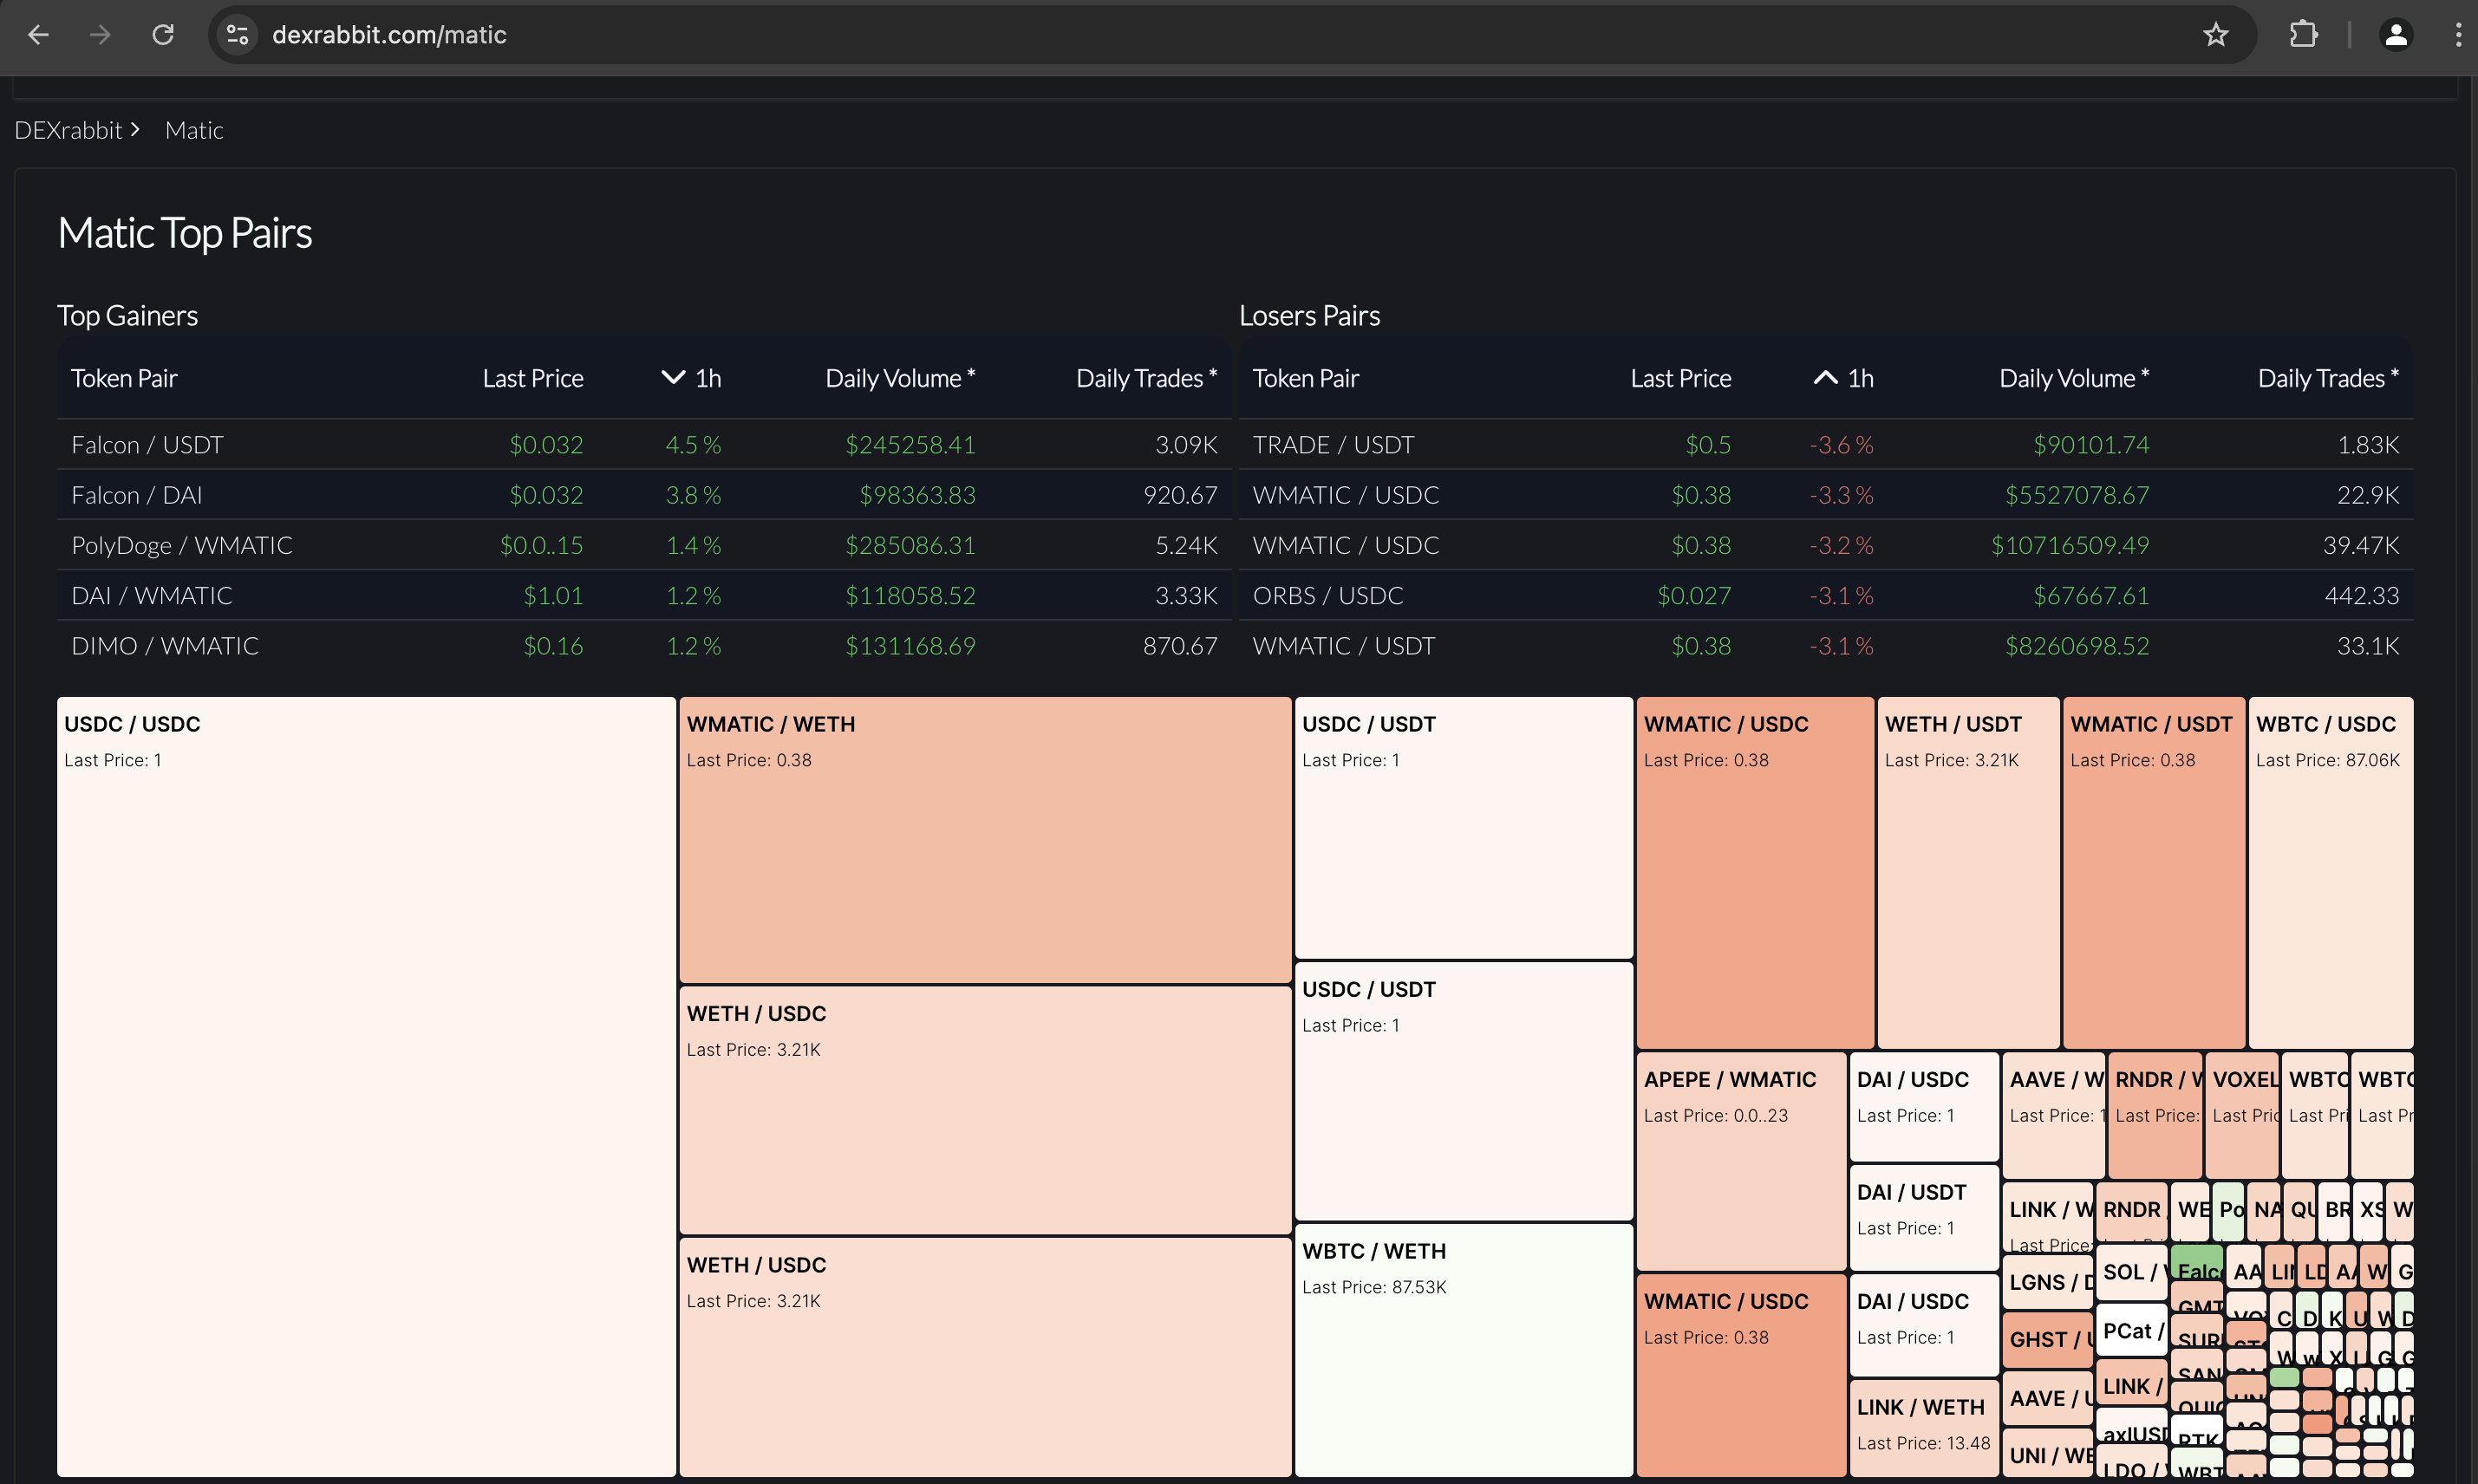 dexrabbit.com/matic
DEXrabbit > Matic
Matic Top Pairs
Top Gainers
Token Pair Last Price 1h Daily Volume * Daily Trades *
Falcon / USDT $0.032 4.5 % $245258.41 3.09K
Falcon / DAI $0.032 3.8 % $98363.83 920.67
PolyDoge / WMATIC $0.0..15 1.4 % $285086.31 5.24K
DAI / WMATIC $1.01 1.2 % $118058.52 3.33K
DIMO / WMATIC $0.16 1.2 % $131168.69 870.67
Losers Pairs
Token Pair Last Price 1h Daily Volume * Daily Trades *
TRADE / USDT $0.5 -3.6 % $90101.74 1.83K
WMATIC / USDC $0.38 -3.3 % $5527078.67 22.9K
WMATIC / USDC $0.38 -3.2 % $10716509.49 39.47K
ORBS / USDC $0.027 -3.1 % $67667.61 442.33
WMATIC / USDT $0.38 -3.1 % $8260698.52 33.1K
USDC / USDC
Last Price: 1
WMATIC / WETH
Last Price: 0.38
WETH / USDC
Last Price: 3.21K
WETH / USDC
Last Price: 3.21K
USDC / USDT
Last Price: 1
USDC / USDT
Last Price: 1
WBTC / WETH
Last Price: 87.53K
WMATIC / USDC
Last Price: 0.38
WETH / USDT
Last Price: 3.21K
WMATIC / USDT
Last Price: 0.38
WBTC / USDC
Last Price: 87.06K
APEPE / WMATIC
Last Price: 0.0..23
WMATIC / USDC
Last Price: 0.38
DAI / USDC
Last Price: 1
DAI / USDT
Last Price: 1
DAI / USDC
Last Price: 1
LINK / WETH
Last Price: 13.48
AAVE / W
Last Price: 1
RNDR / W
Last Price:
VOXEL
Last Pric
WBTC
Last Pri
WBTC
Last Pr
LINK / W
Last Price:
RNDR
WE
Po
NA
QU
BR
XS
W
LGNS / D
GHST / U
AAVE / U
UNI / WE
SOL /
PCat /
LINK /
axlUSD
LDO /
Falco
GMT
SURI
SAN
QUIC
RTK
WBT
AA
LI
LD
AA
W
G
C
D
K
U
W
D